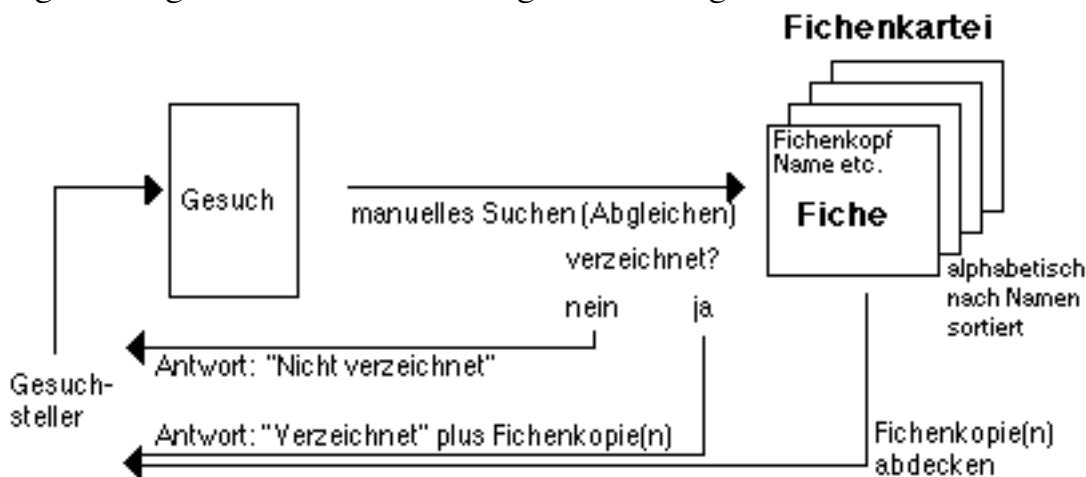 Fichenkartei
Fichenkopf
Name etc.
Fiche
Gesuch
manuelles Suchen (Abgleichen)
verzeichnet?
nein ja
alphabetisch
nach Namen
sortiert
Antwort: "Nicht verzeichnet"
Gesuch-
steller
Antwort: "Verzeichnet" plus Fichenkopie(n)
Fichenkopie(n)
abdecken